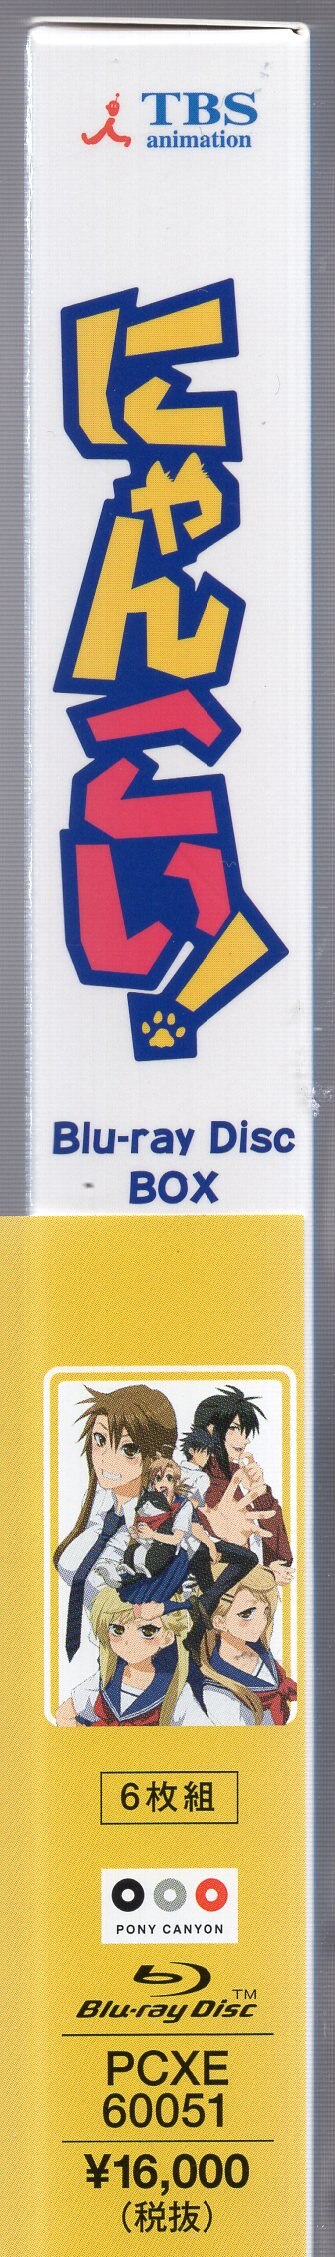 TBS
animation
にゃんこい!
Blu-ray Disc
BOX
6枚組
PONY CANYON
Blu-ray Disc™
PCXE
60051
¥16,000
(税抜)